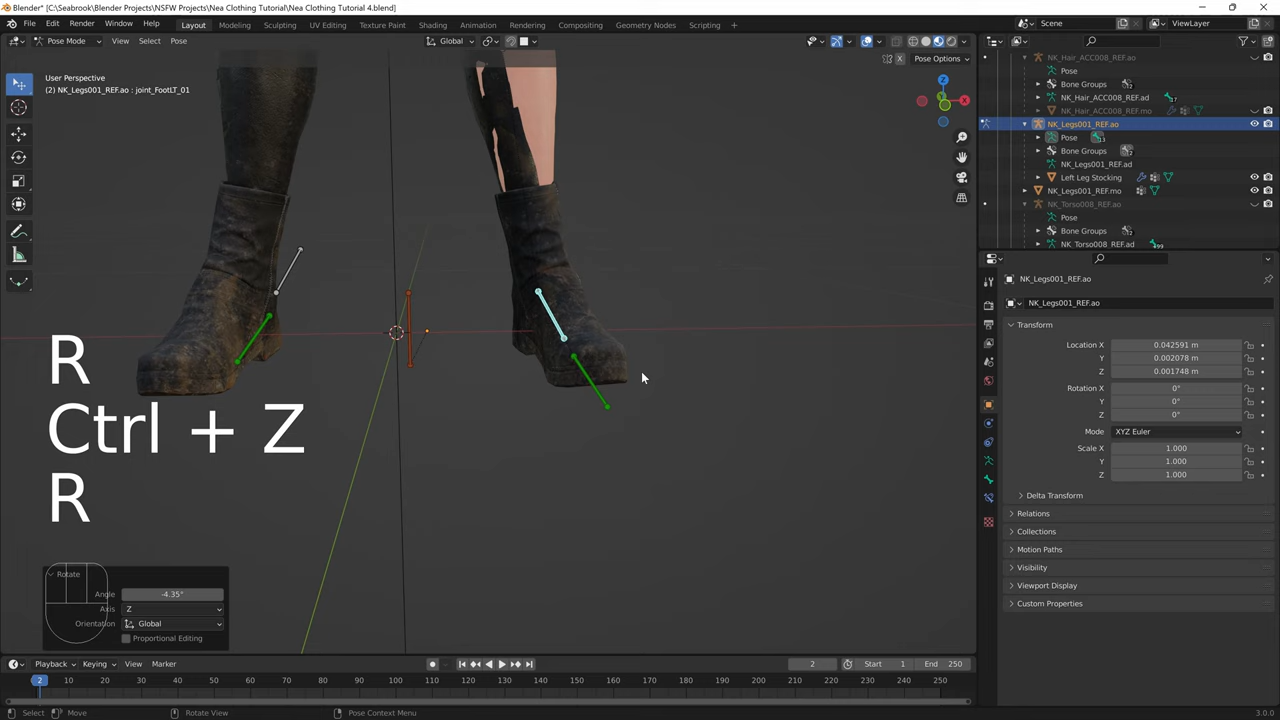 Blender* [C:\Seabrook\Blender Projects\NSFW Projects\Nea Clothing Tutorial\Nea Clothing Tutorial 4.blend]
File Edit Render Window Help Layout Modeling Sculpting UV Editing Texture Paint Shading Animation Rendering Compositing Geometry Nodes Scripting + Scene ViewLayer
Pose Mode View Select Pose Global
X Pose Options
User Perspective
(2) NK_Legs001_REF.ao : joint_FootLT_01
NK_Hair_ACC008_REF.ao
Pose
Bone Groups
NK_Hair_ACC008_REF.ad
NK_Hair_ACC008_REF.mo
NK_Legs001_REF.ao
Pose
Bone Groups
NK_Legs001_REF.ad
Left Leg Stocking
NK_Legs001_REF.mo
NK_Torso008_REF.ao
Pose
Bone Groups
NK_Torso008_REF.ad
NK_Legs001_REF.ao
NK_Legs001_REF.ao
Transform
Location X 0.042591 m
Y 0.002078 m
Z 0.001748 m
Rotation X 0°
Y 0°
Z 0°
Mode XYZ Euler
Scale X 1.000
Y 1.000
Z 1.000
Delta Transform
Relations
Collections
Motion Paths
Visibility
Viewport Display
Custom Properties
Z
X
R
Ctrl + Z
R
Rotate
Angle -4.35°
Axis Z
Orientation Global
Proportional Editing
Playback Keying View Marker 2 Start 1 End 250
2 10 20 30 40 50 60 70 80 90 100 110 120 130 140 150 160 170 180 190 200 210 220 230 240 250
Select Move Rotate View Pose Context Menu 3.0.0